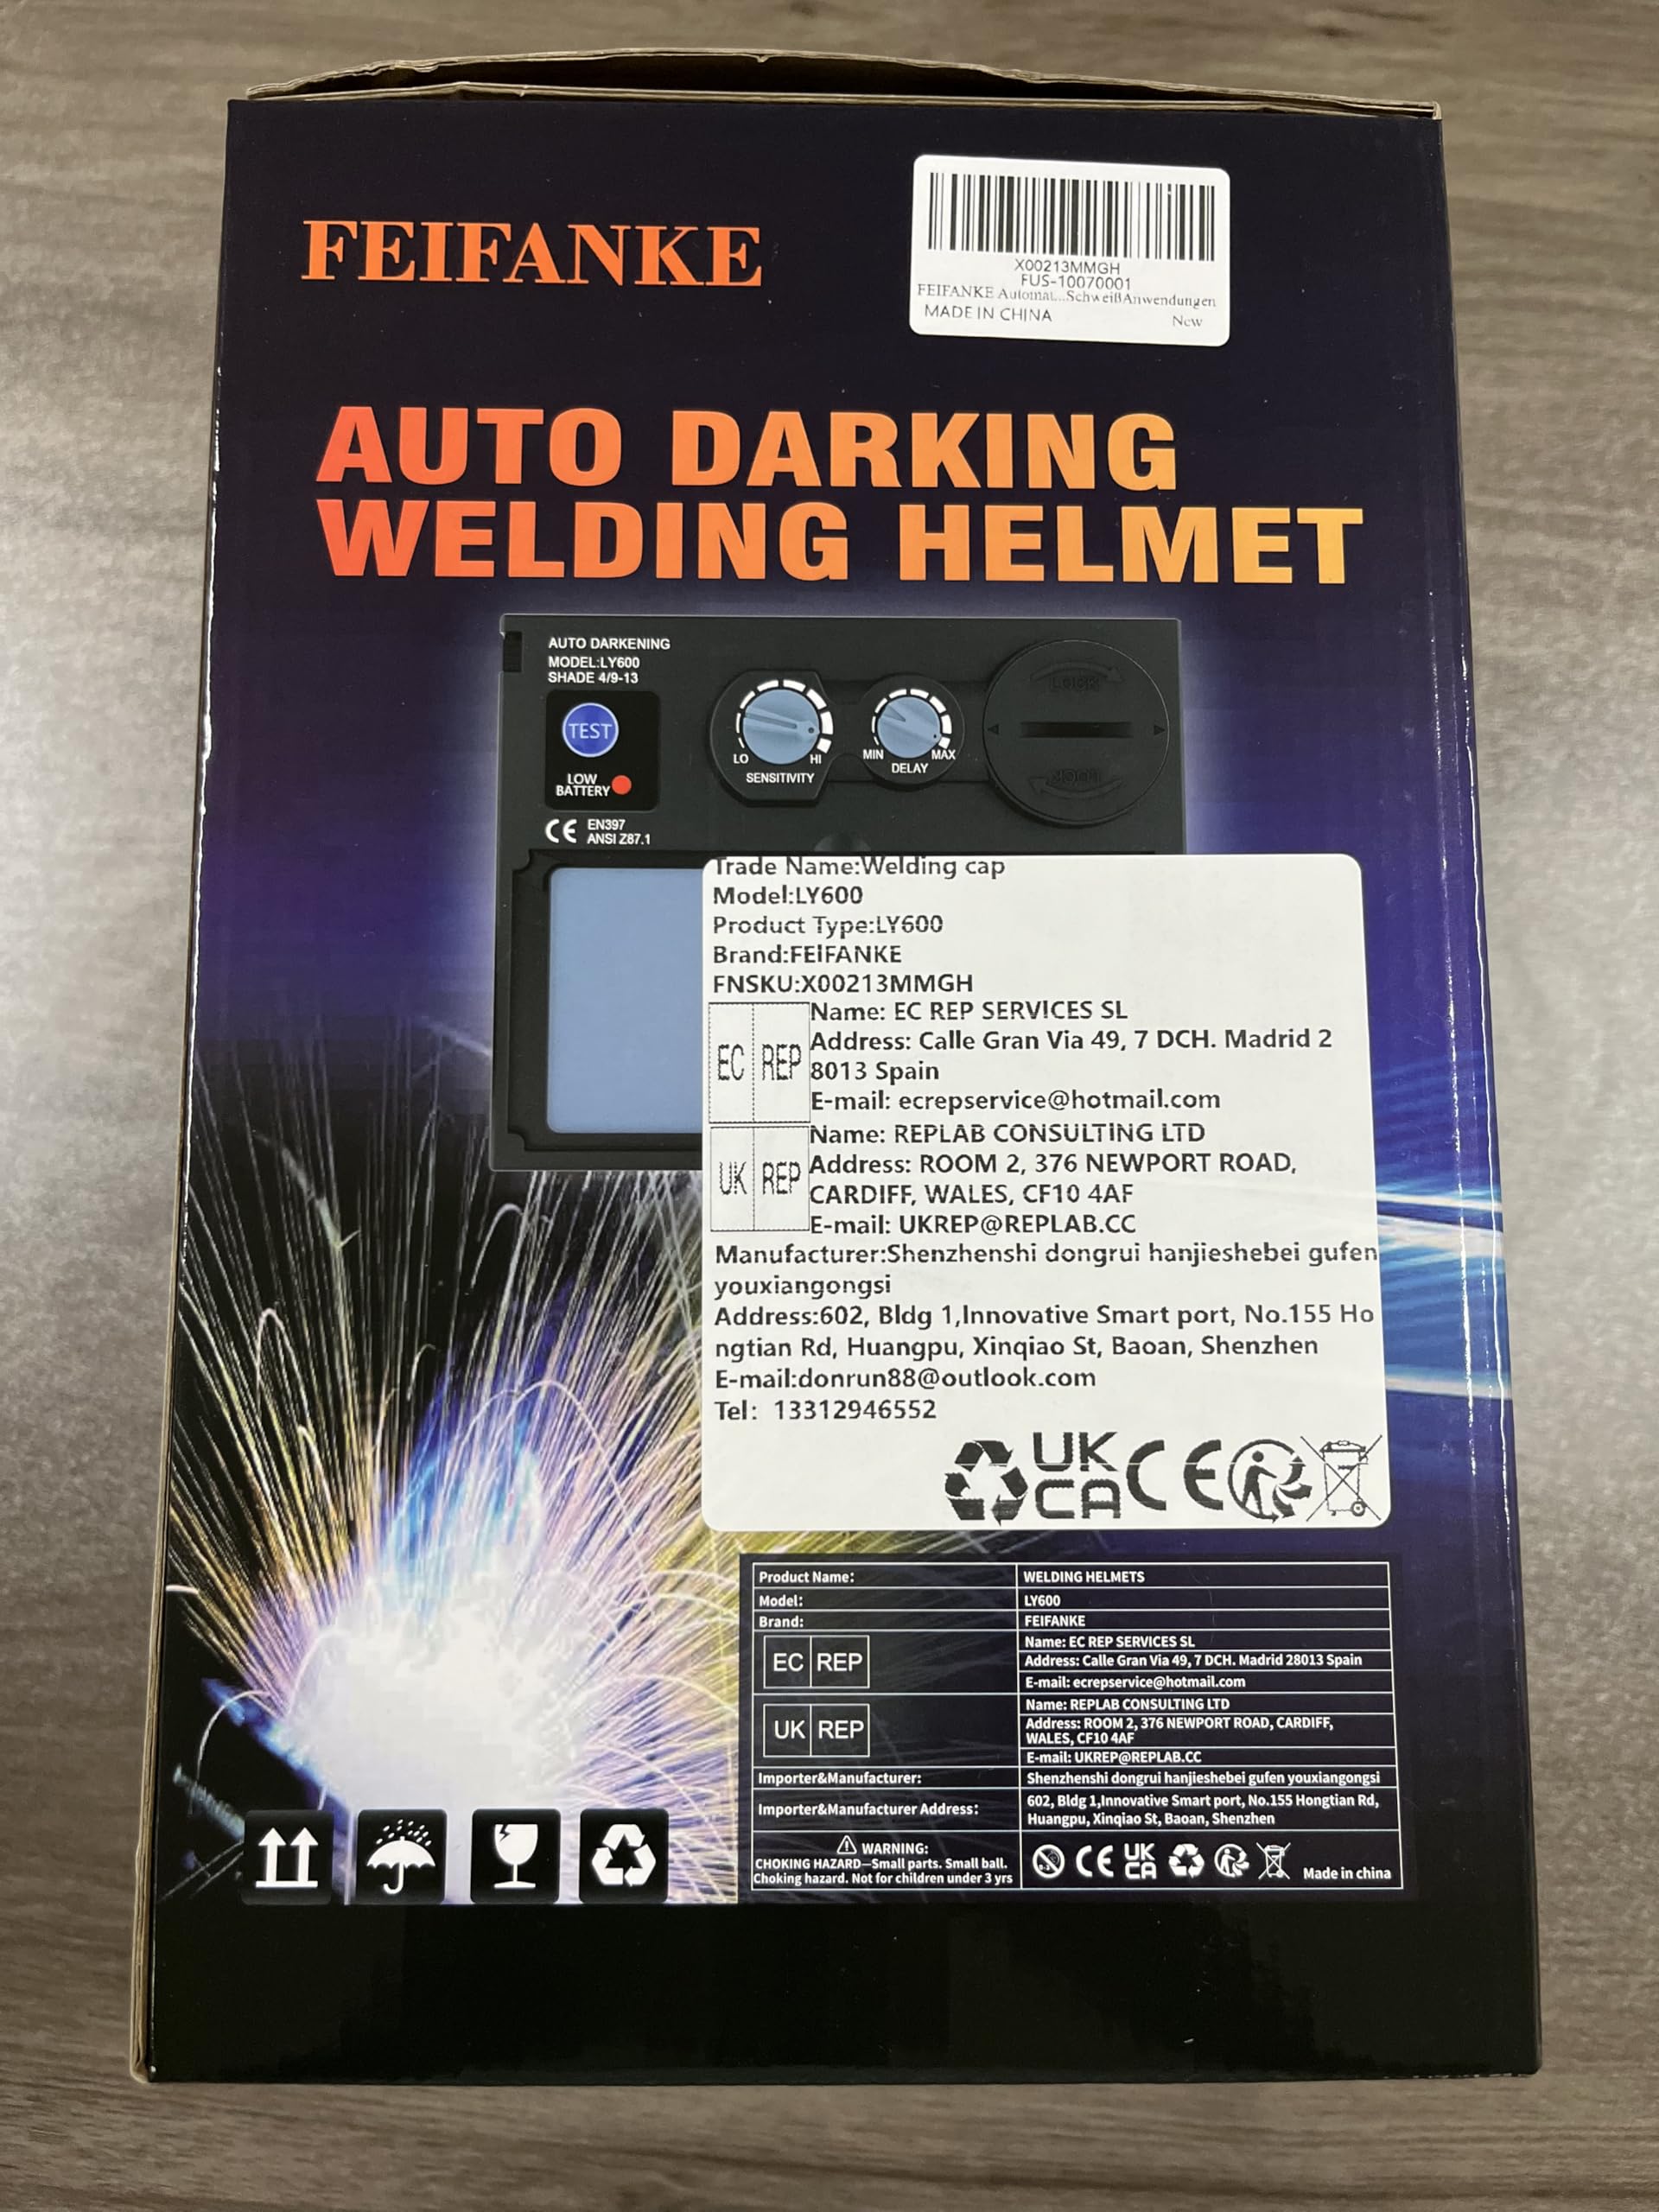 FEIFANKE
X00213MMGH
FUS-10070001
FEIFANKE Automat...SchweißAnwendungen
MADE IN CHINA
New
AUTO DARKING
WELDING HELMET
AUTO DARKENING
MODEL:LY600
SHADE 4/9-13
TEST
LOW
BATTERY
LO
HI
SENSITIVITY
MIN
MAX
DELAY
LOCK
LOCK
CE
EN397
ANSI Z87.1
Trade Name:Welding cap
Model:LY600
Product Type:LY600
Brand:FEIFANKE
FNSKU:X00213MMGH
EC REP
Name: EC REP SERVICES SL
Address: Calle Gran Via 49, 7 DCH. Madrid 2
8013 Spain
E-mail: ecrepservice@hotmail.com
UK REP
Name: REPLAB CONSULTING LTD
Address: ROOM 2, 376 NEWPORT ROAD,
CARDIFF, WALES, CF10 4AF
E-mail: UKREP@REPLAB.CC
Manufacturer:Shenzhenshi dongrui hanjieshebei gufen
youxiangongsi
Address:602, Bldg 1,Innovative Smart port, No.155 Ho
ngtian Rd, Huangpu, Xinqiao St, Baoan, Shenzhen
E-mail:donrun88@outlook.com
Tel: 13312946552
UK
CA
CE
Product Name: WELDING HELMETS
Model: LY600
Brand: FEIFANKE
EC REP
Name: EC REP SERVICES SL
Address: Calle Gran Via 49, 7 DCH. Madrid 28013 Spain
E-mail: ecrepservice@hotmail.com
UK REP
Name: REPLAB CONSULTING LTD
Address: ROOM 2, 376 NEWPORT ROAD, CARDIFF,
WALES, CF10 4AF
E-mail: UKREP@REPLAB.CC
Importer&Manufacturer: Shenzhenshi dongrui hanjieshebei gufen youxiangongsi
Importer&Manufacturer Address:
602, Bldg 1,Innovative Smart port, No.155 Hongtian Rd,
Huangpu, Xinqiao St, Baoan, Shenzhen
WARNING:
CHOKING HAZARD—Small parts. Small ball.
Choking hazard. Not for children under 3 yrs
0-3
CE
UK
CA
Made in china